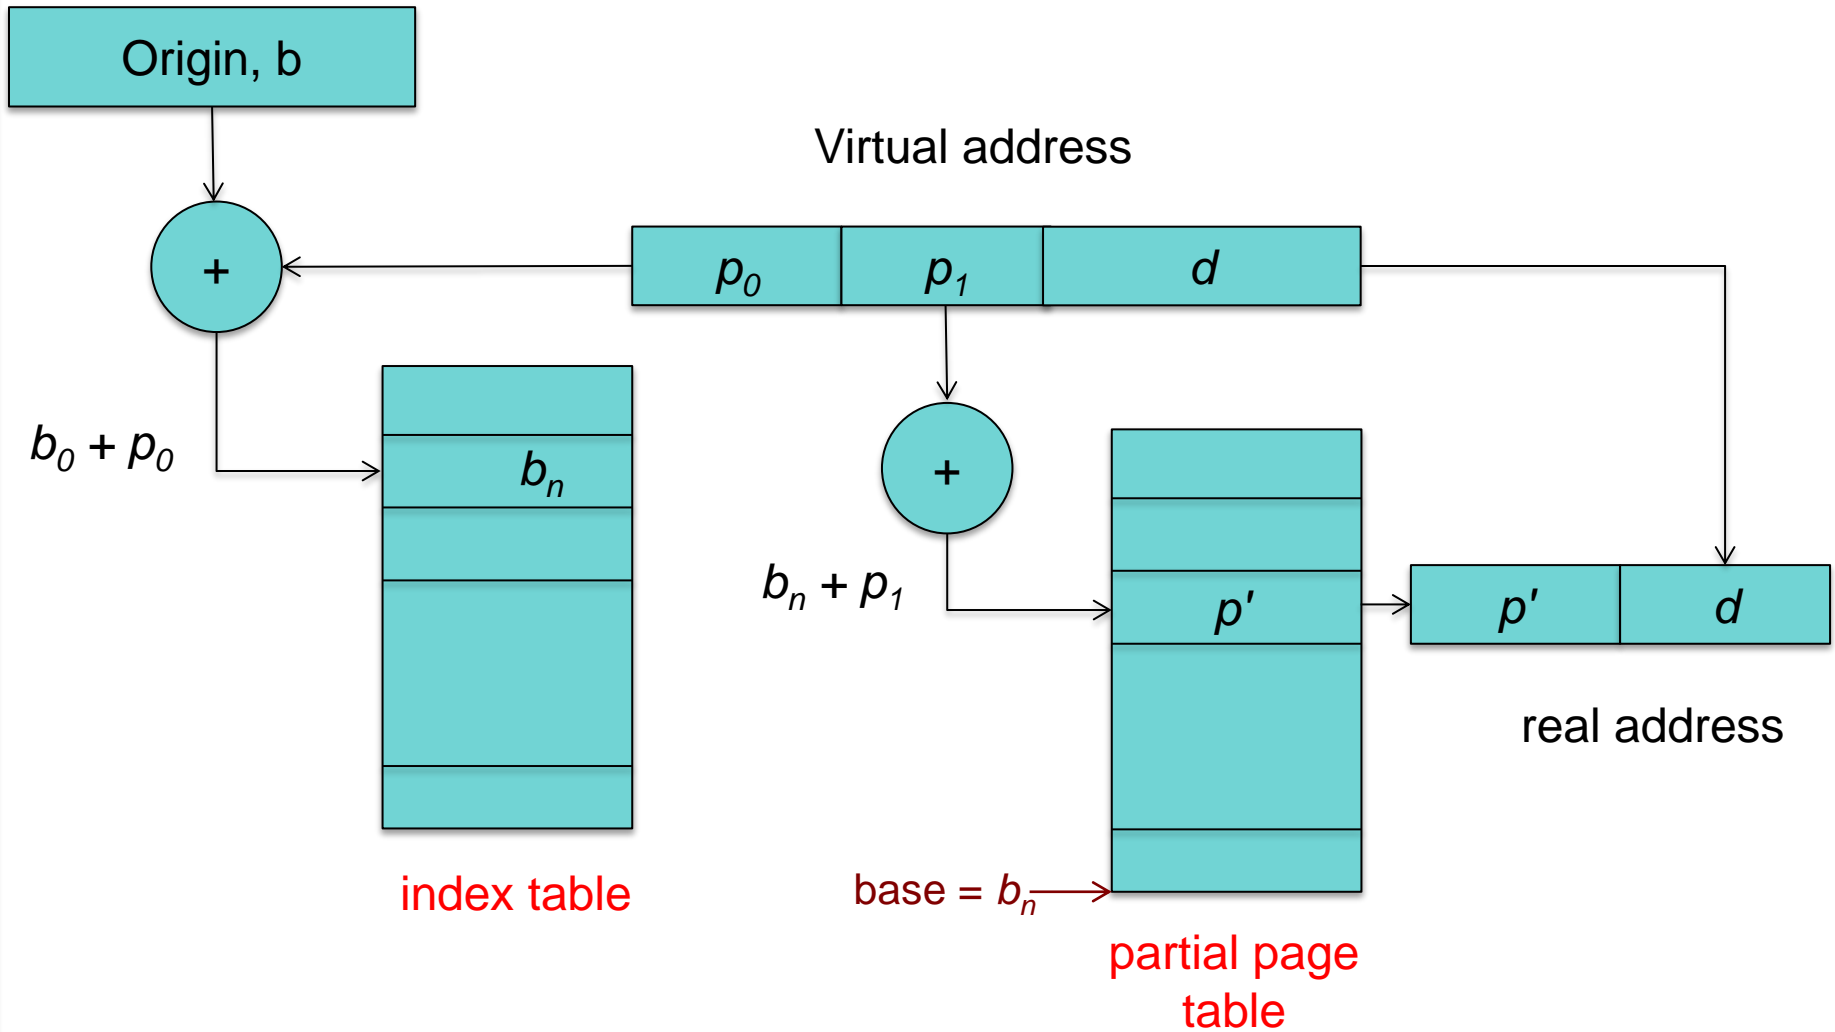 Origin, b
Virtual address
+
p₀ p₁ d
b₀ + p₀
bₙ
+
bₙ + p₁
p'
p' d
real address
index table
base = bₙ
partial page
table